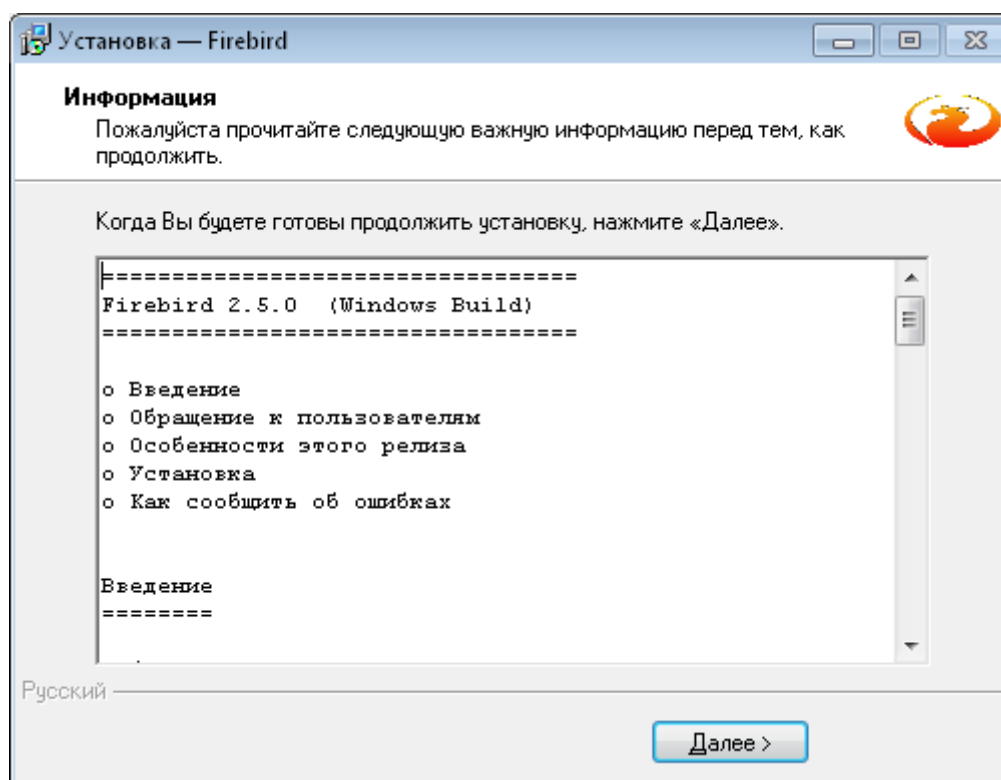 Установка — Firebird
Информация
Пожалуйста прочитайте следующую важную информацию перед тем, как
продолжить.
Когда Вы будете готовы продолжить установку, нажмите «Далее».
==================================
Firebird 2.5.0  (Windows Build)
==================================
o Введение
o Обращение к пользователям
o Особенности этого релиза
o Установка
o Как сообщить об ошибках
Введение
========
Русский
Далее >